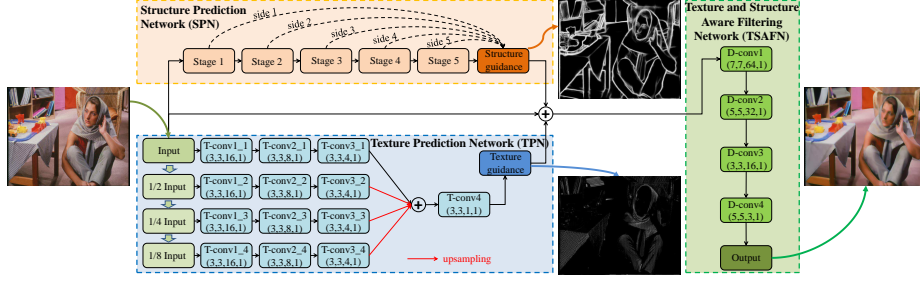 Structure Prediction
Network (SPN)
side 1
side 2
side 3
side 4
side 5
Stage 1
Stage 2
Stage 3
Stage 4
Stage 5
Structure
guidance
Texture Prediction Network (TPN)
Input
T-conv1_1
(3,3,16,1)
T-conv2_1
(3,3,8,1)
T-conv3_1
(3,3,4,1)
1/2 Input
T-conv1_2
(3,3,16,1)
T-conv2_2
(3,3,8,1)
T-conv3_2
(3,3,4,1)
1/4 Input
T-conv1_3
(3,3,16,1)
T-conv2_3
(3,3,8,1)
T-conv3_3
(3,3,4,1)
1/8 Input
T-conv1_4
(3,3,16,1)
T-conv2_4
(3,3,8,1)
T-conv3_4
(3,3,4,1)
T-conv4
(3,3,1,1)
Texture
guidance
upsampling
Texture and Structure
Aware Filtering
Network (TSAFN)
D-conv1
(7,7,64,1)
D-conv2
(5,5,32,1)
D-conv3
(3,3,16,1)
D-conv4
(5,5,3,1)
Output